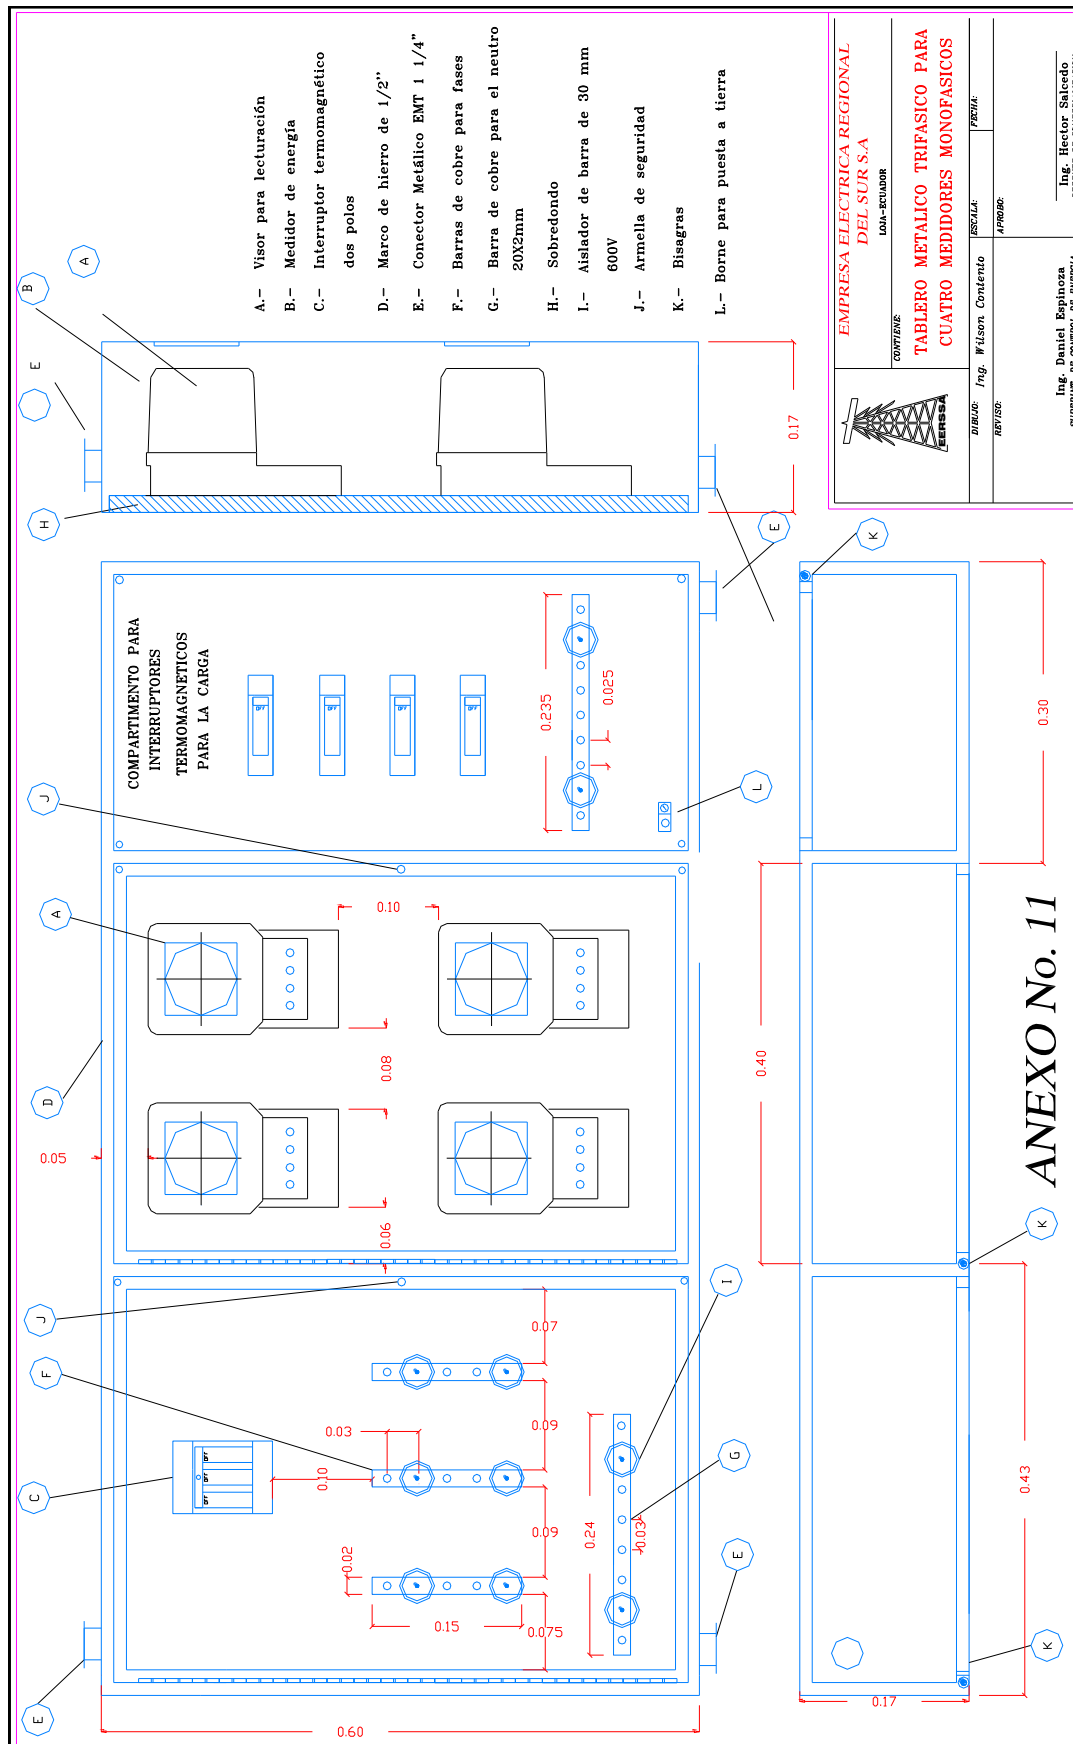 A.- Visor para lecturación
B.- Medidor de energía
C.- Interruptor termomagnético
dos polos
D.- Marco de hierro de 1/2''
E.- Conector Metálico EMT 1 1/4"
F.- Barras de cobre para fases
G.- Barra de cobre para el neutro
20X2mm
H.- Sobredondo
I.- Aislador de barra de 30 mm
600V
J.- Armella de seguridad
K.- Bisagras
L.- Borne para puesta a tierra
EMPRESA ELECTRICA REGIONAL
DEL SUR S.A
LOJA-ECUADOR
CONTIENE:
TABLERO METALICO TRIFASICO PARA
CUATRO MEDIDORES MONOFASICOS
EERSSA
DIBUJO: Ing. Wilson Contento
ESCALA:
FECHA:
REVISO:
APROBO:
Ing. Daniel Espinoza
Ing. Hector Salcedo
COMPARTIMENTO PARA
INTERRUPTORES
TERMOMAGNETICOS
PARA LA CARGA
OFF
OFF
OFF
OFF
OFF
OFF
OFF
E
C
F
J
D
A
J
H
E
B
A
E
K
L
E
I
G
E
K
K
0.60
0.05
0.06
0.08
0.10
0.02
0.15
0.10
0.03
0.075
0.09
0.09
0.07
0.24
0.03
0.235
0.025
0.17
0.40
0.30
0.43
0.17
ANEXO No. 11